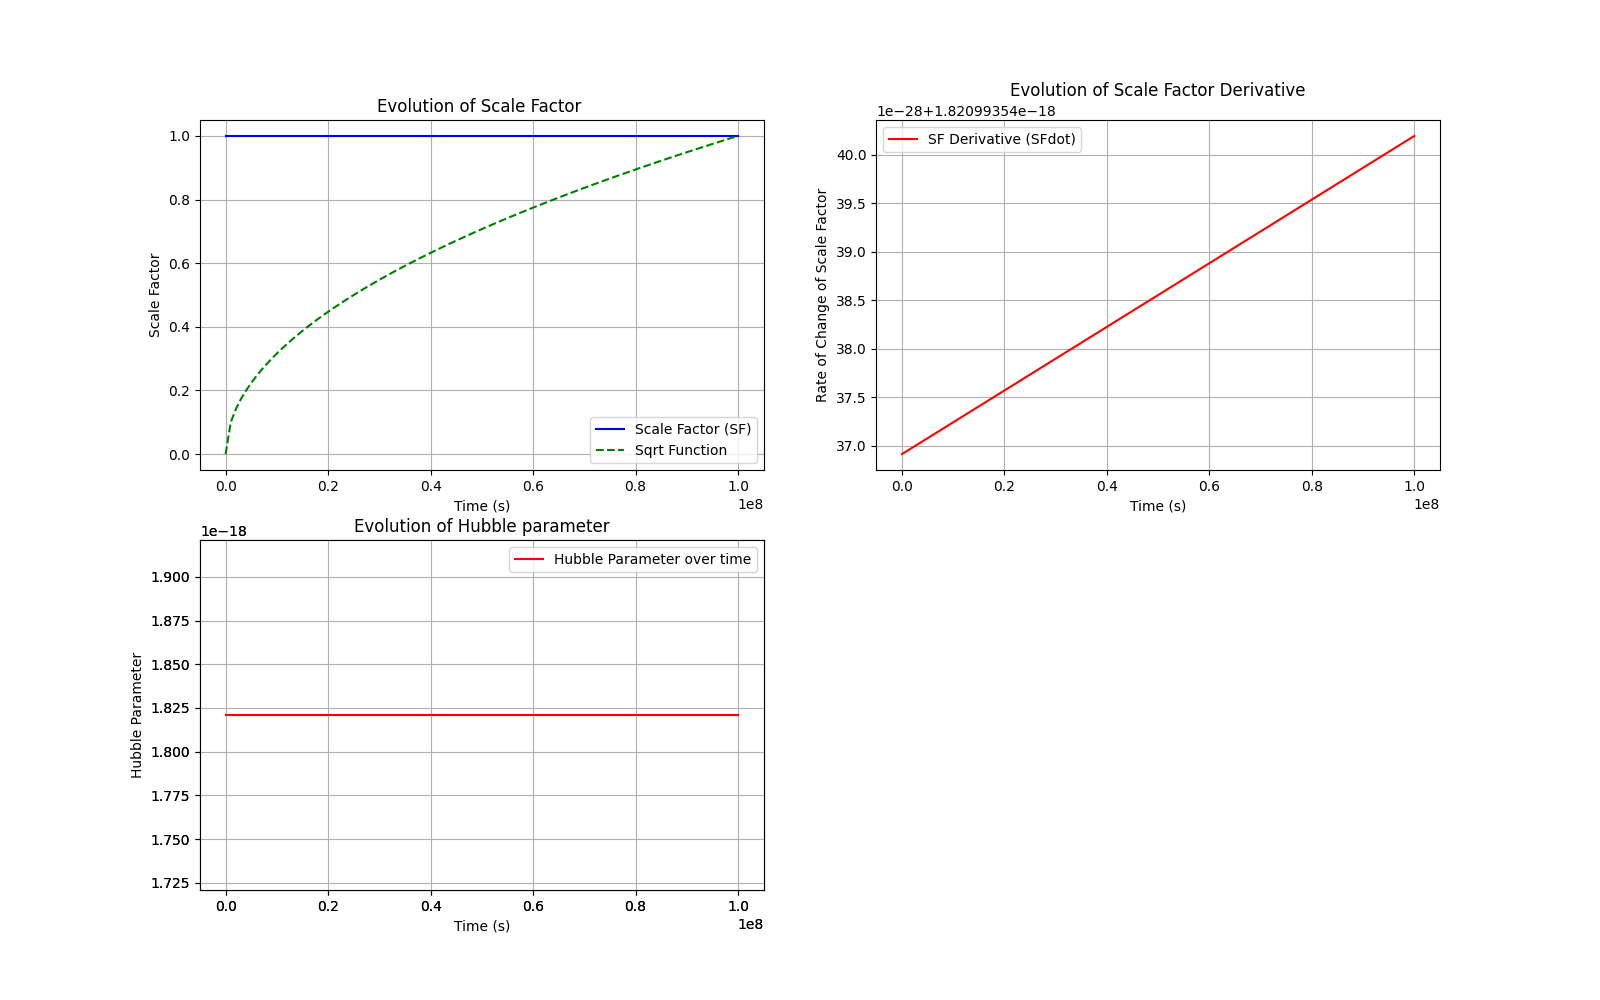 Evolution of Scale Factor
Scale Factor
1.0
0.8
0.6
0.4
0.2
0.0
Scale Factor (SF)
Sqrt Function
0.0 0.2 0.4 0.6 0.8 1.0
1e8
Time (s)
Evolution of Scale Factor Derivative
1e−28+1.82099354e−18
SF Derivative (SFdot)
Rate of Change of Scale Factor
40.0
39.5
39.0
38.5
38.0
37.5
37.0
0.0 0.2 0.4 0.6 0.8 1.0
1e8
Time (s)
Evolution of Hubble parameter
1e−18
Hubble Parameter over time
Hubble Parameter
1.900
1.875
1.850
1.825
1.800
1.775
1.750
1.725
0.0 0.2 0.4 0.6 0.8 1.0
1e8
Time (s)